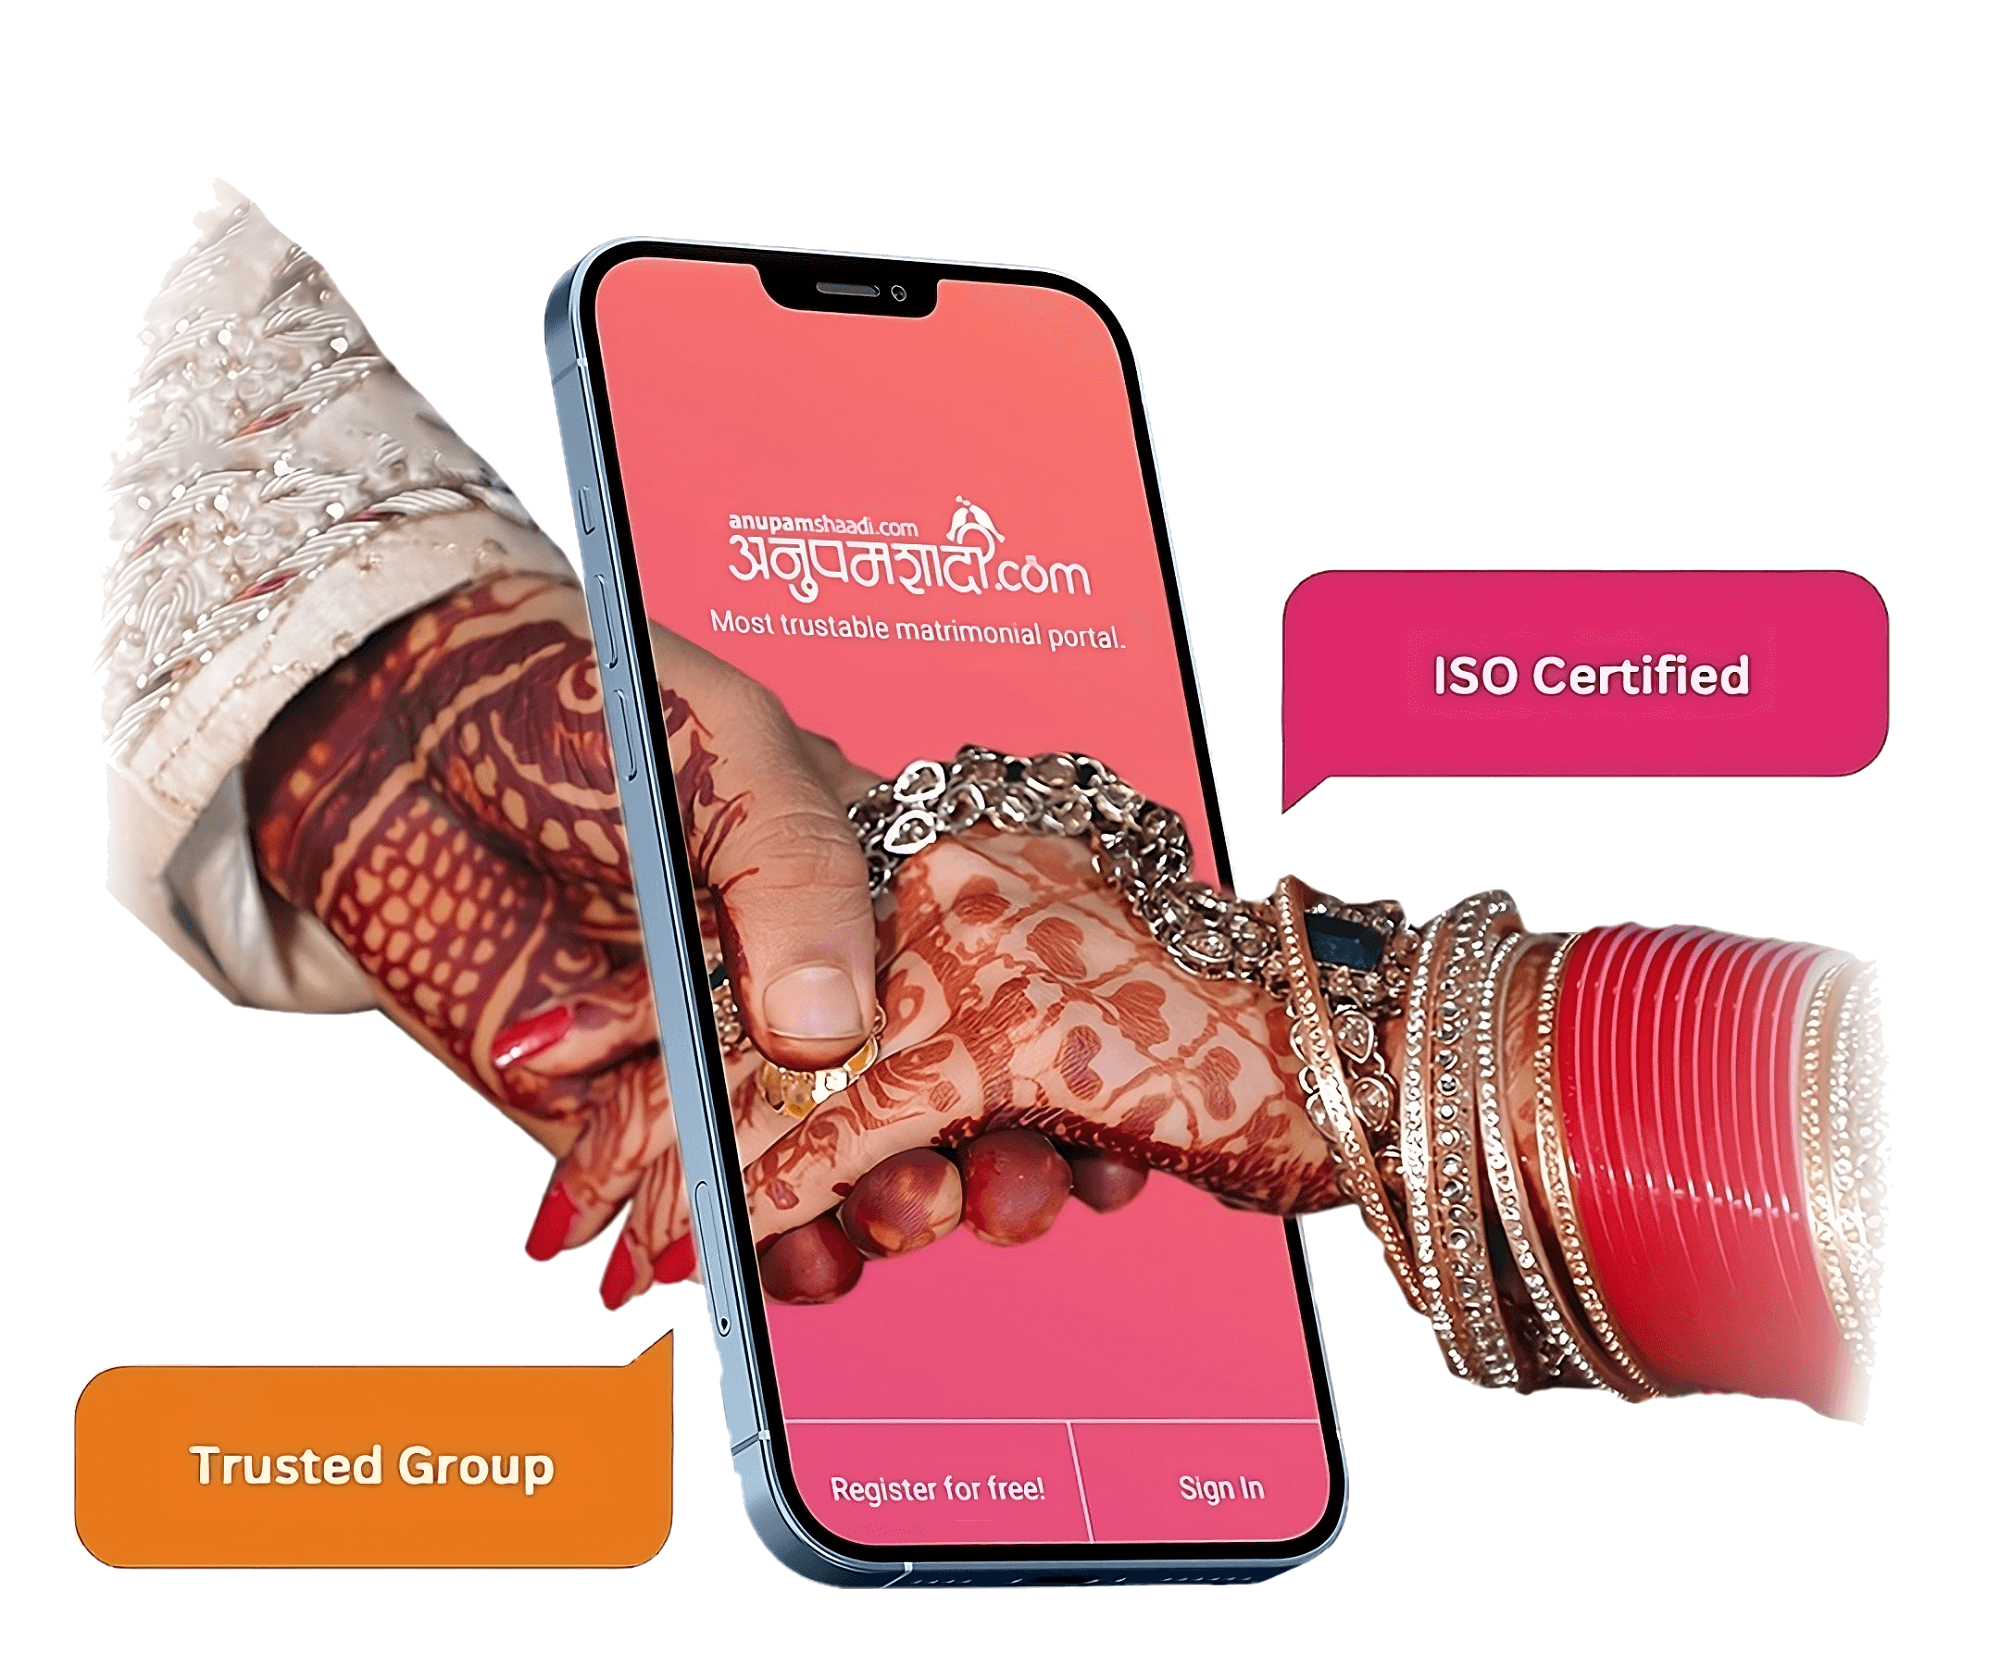 anupamshaadi.com
अनुपमशादी.com
Most trustable matrimonial portal.
ISO Certified
Trusted Group
Register for free!
Sign In